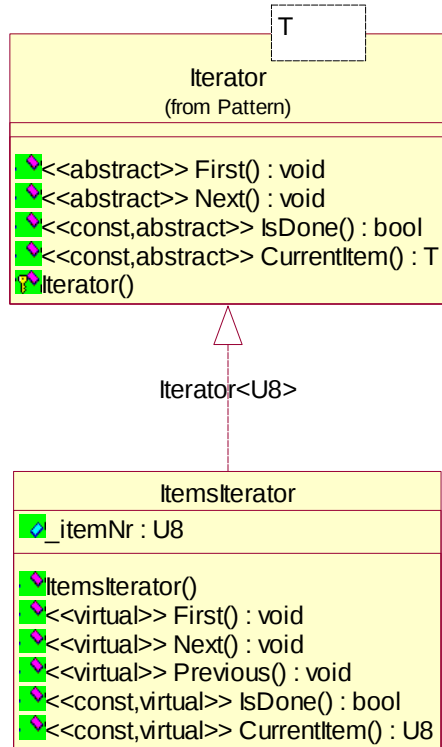 T
Iterator
(from Pattern)
<<abstract>> First() : void
<<abstract>> Next() : void
<<const,abstract>> IsDone() : bool
<<const,abstract>> CurrentItem() : T
Iterator()
Iterator<U8>
ItemsIterator
_itemNr : U8
ItemsIterator()
<<virtual>> First() : void
<<virtual>> Next() : void
<<virtual>> Previous() : void
<<const,virtual>> IsDone() : bool
<<const,virtual>> CurrentItem() : U8